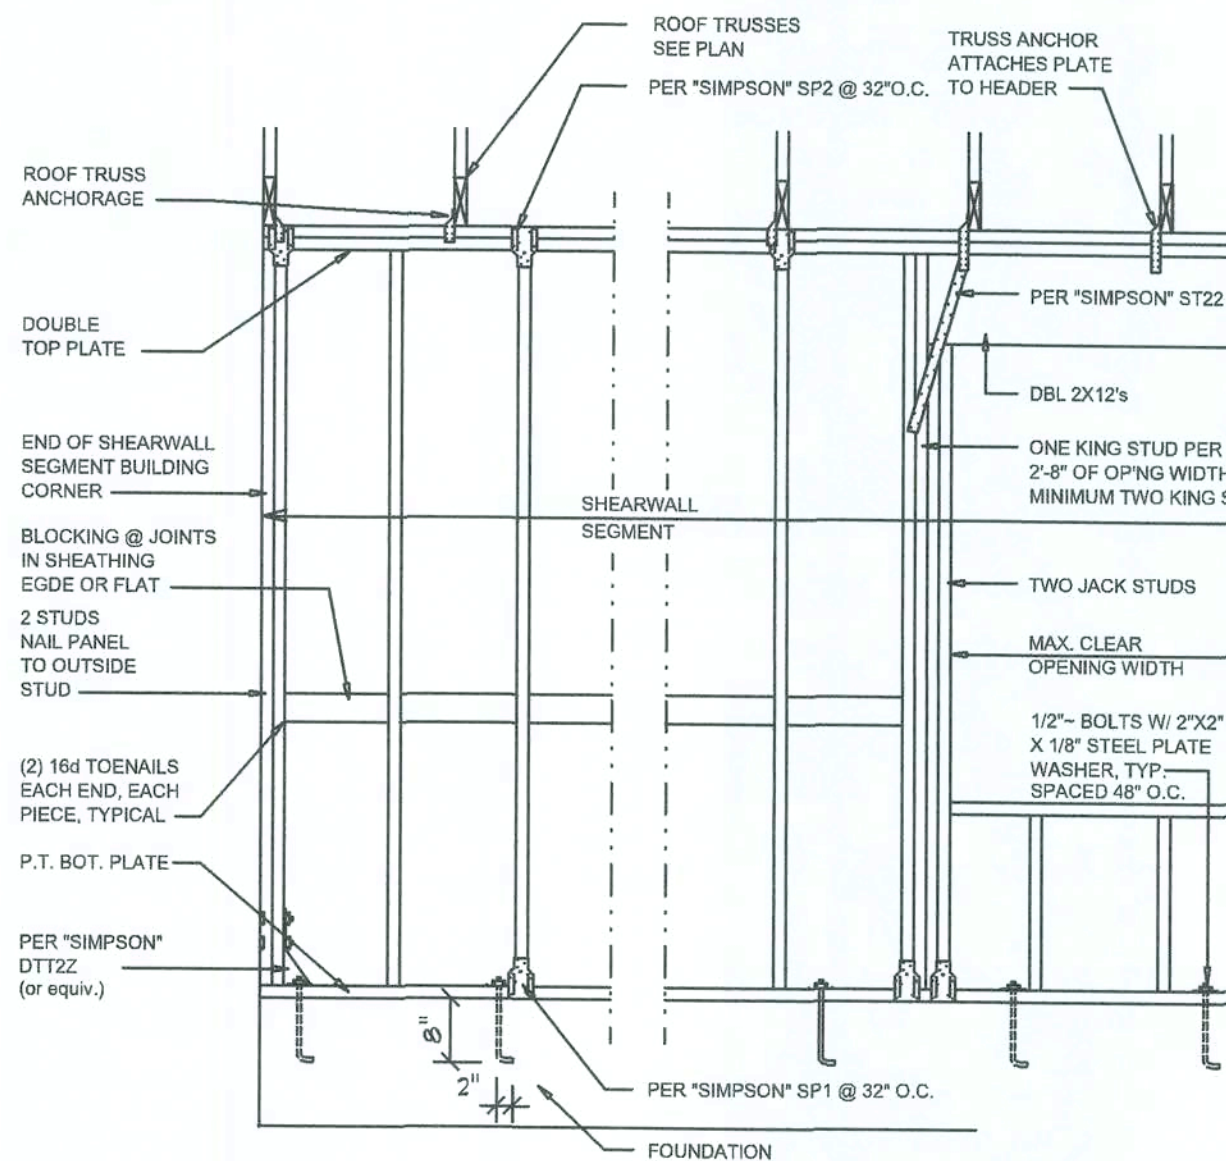 ROOF TRUSSES
SEE PLAN
PER "SIMPSON" SP2 @ 32"O.C.
TRUSS ANCHOR
ATTACHES PLATE
TO HEADER
ROOF TRUSS
ANCHORAGE
DOUBLE
TOP PLATE
PER "SIMPSON" ST22
DBL 2X12's
END OF SHEARWALL
SEGMENT BUILDING
CORNER
ONE KING STUD PER
2'-8" OF OP'NG WIDTH
MINIMUM TWO KING S
SHEARWALL
SEGMENT
BLOCKING @ JOINTS
IN SHEATHING
EGDE OR FLAT
2 STUDS
NAIL PANEL
TO OUTSIDE
STUD
TWO JACK STUDS
MAX. CLEAR
OPENING WIDTH
1/2"~ BOLTS W/ 2"X2"
X 1/8" STEEL PLATE
WASHER, TYP.
SPACED 48" O.C.
(2) 16d TOENAILS
EACH END, EACH
PIECE, TYPICAL
P.T. BOT. PLATE
PER "SIMPSON"
DTT2Z
(or equiv.)
8"
2"
PER "SIMPSON" SP1 @ 32" O.C.
FOUNDATION